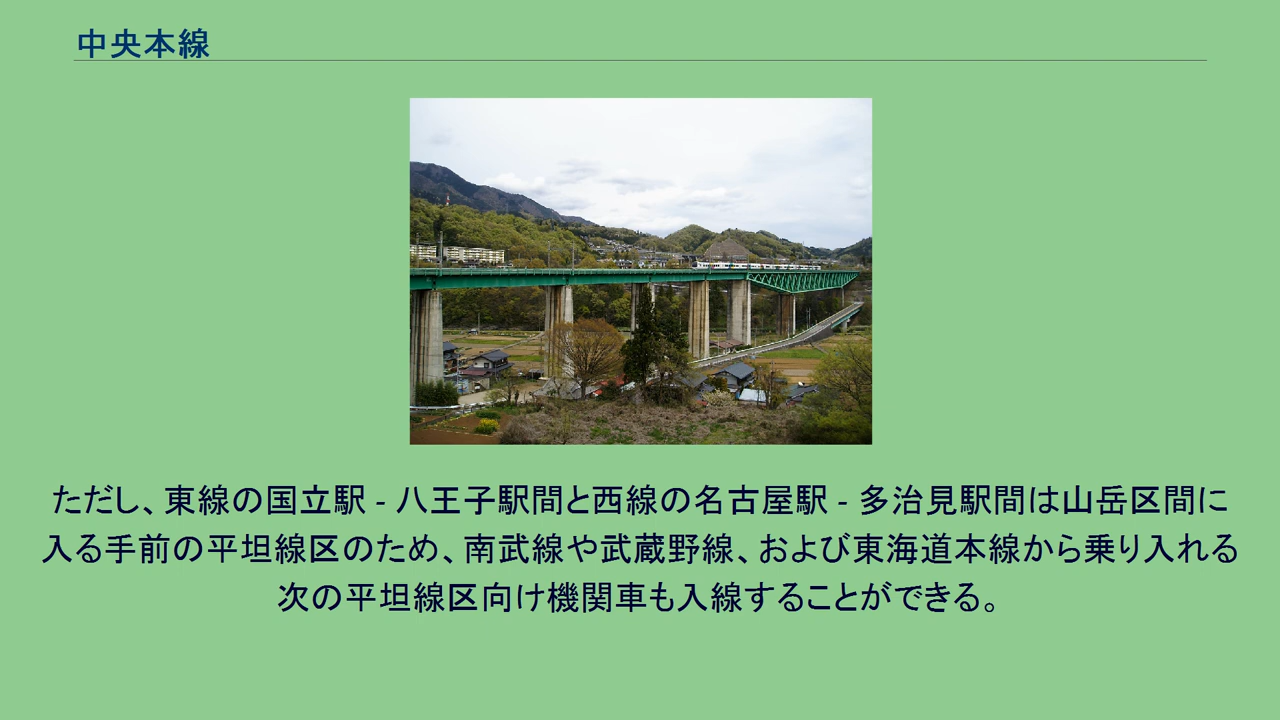 中央本線
ただし、東線の国立駅 - 八王子駅間と西線の名古屋駅 - 多治見駅間は山岳区間に
入る手前の平坦線区のため、南武線や武蔵野線、および東海道本線から乗り入れる
次の平坦線区向け機関車も入線することができる。